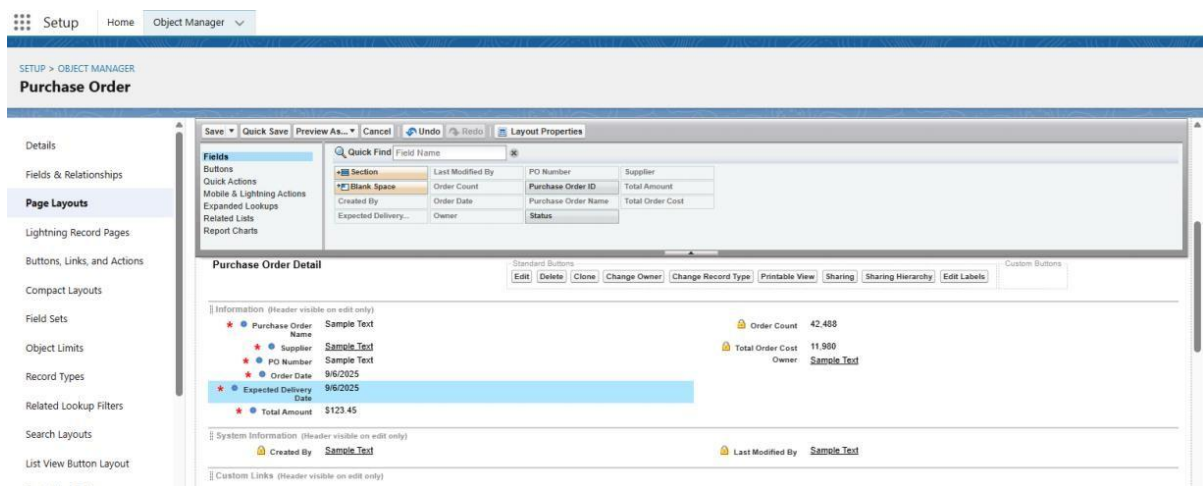 Setup Home Object Manager
SETUP > OBJECT MANAGER
Purchase Order
Details
Fields & Relationships
Page Layouts
Lightning Record Pages
Buttons, Links, and Actions
Compact Layouts
Field Sets
Object Limits
Record Types
Related Lookup Filters
Search Layouts
List View Button Layout
Save Quick Save Preview As... Cancel Undo Redo Layout Properties
Fields
Buttons
Quick Actions
Mobile & Lightning Actions
Expanded Lookups
Related Lists
Report Charts
Quick Find Field Name
Section Last Modified By PO Number Supplier
Blank Space Order Count Purchase Order ID Total Amount
Created By Order Date Purchase Order Name Total Order Cost
Expected Delivery... Owner Status
Purchase Order Detail
Standard Buttons
Edit Delete Clone Change Owner Change Record Type Printable View Sharing Sharing Hierarchy Edit Labels
Custom Buttons
Information (Header visible on edit only)
* Purchase Order Name Sample Text
Order Count 42,488
* Supplier Sample Text
Total Order Cost 11,980
* PO Number Sample Text
Owner Sample Text
* Order Date 9/6/2025
* Expected Delivery Date 9/6/2025
* Total Amount $123.45
System Information (Header visible on edit only)
Created By Sample Text
Last Modified By Sample Text
Custom Links (Header visible on edit only)